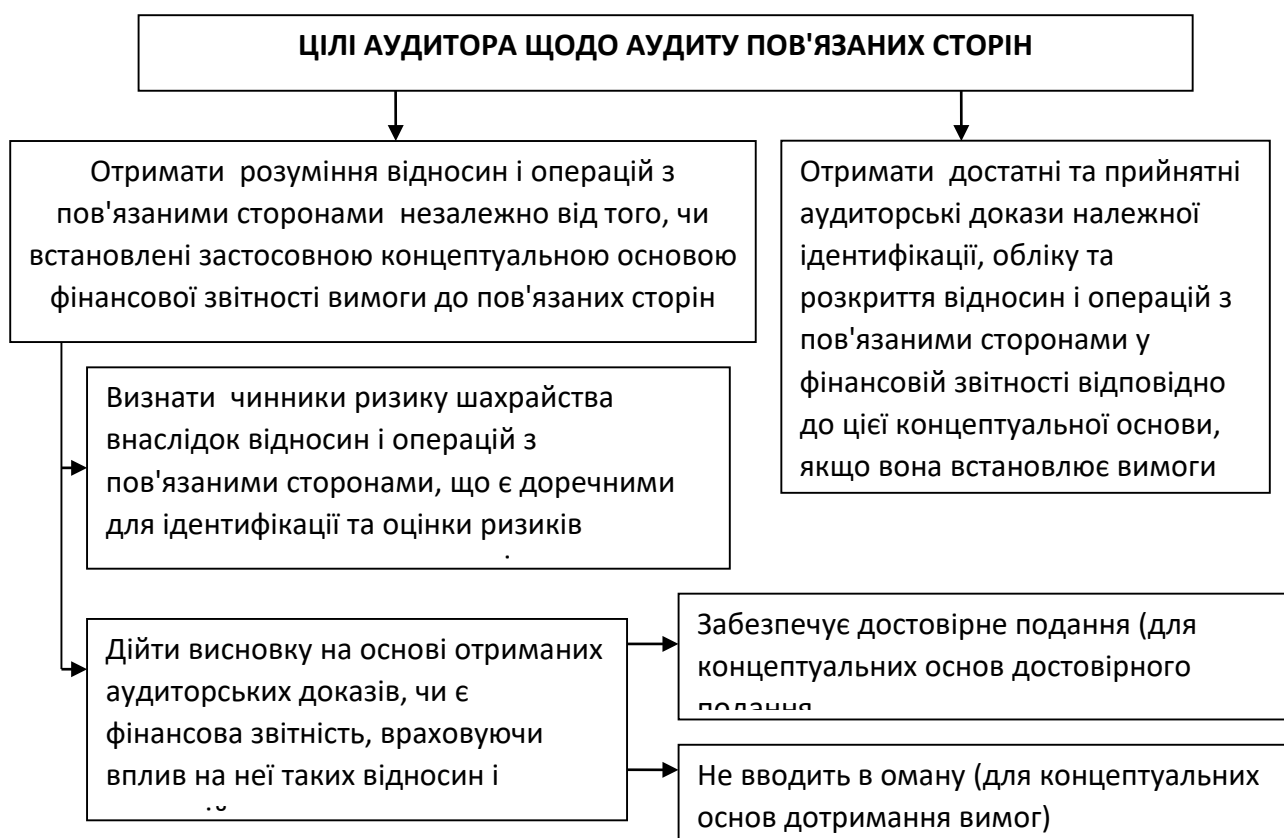 ЦІЛІ АУДИТОРА ЩОДО АУДИТУ ПОВ'ЯЗАНИХ СТОРІН
Отримати розуміння відносин і операцій з
пов'язаними сторонами незалежно від того, чи
встановлені застосовною концептуальною основою
фінансової звітності вимоги до пов'язаних сторін
Отримати достатні та прийнятні
аудиторські докази належної
ідентифікації, обліку та
розкриття відносин і операцій з
пов'язаними сторонами у
фінансовій звітності відповідно
до цієї концептуальної основи,
якщо вона встановлює вимоги
Визнати чинники ризику шахрайства
внаслідок відносин і операцій з
пов'язаними сторонами, що є доречними
для ідентифікації та оцінки ризиків
Дійти висновку на основі отриманих
аудиторських доказів, чи є
фінансова звітність, враховуючи
вплив на неї таких відносин і
Забезпечує достовірне подання (для
концептуальних основ достовірного
подання
Не вводить в оману (для концептуальних
основ дотримання вимог)